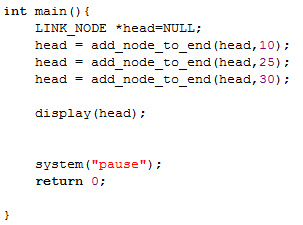 int main(){
LINK_NODE *head=NULL;
head = add_node_to_end(head,10);
head = add_node_to_end(head,25);
head = add_node_to_end(head,30);
display(head);
system("pause");
return 0;
}